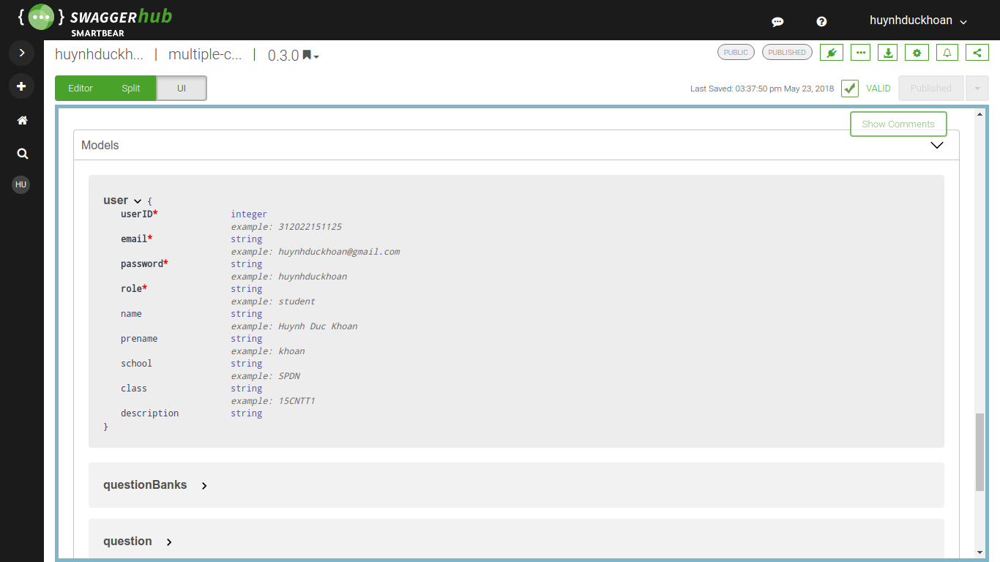 { ••• } SWAGGERhub
SMARTBEAR
huynhduckhoan
huynhduckh... | multiple-c... | 0.3.0
PUBLIC
PUBLISHED
Editor
Split
UI
Last Saved: 03:37:50 pm May 23, 2018
VALID
Published
HU
Show Comments
Models
user {
userID* integer
example: 312022151125
email* string
example: huynhduckhoan@gmail.com
password* string
example: huynhduckhoan
role* string
example: student
name string
example: Huynh Duc Khoan
prename string
example: khoan
school string
example: SPDN
class string
example: 15CNTT1
description string
}
questionBanks
question